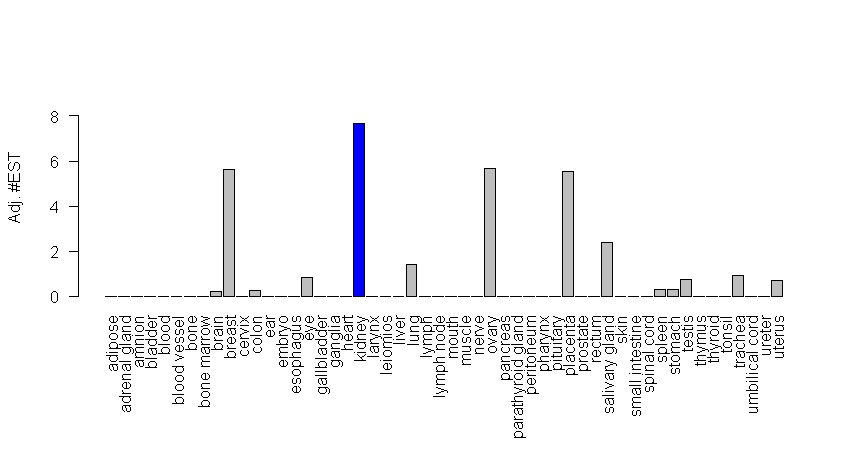 Adj. #EST
8
6
4
2
0
adipose
adrenal gland
amnion
bladder
blood
blood vessel
bone
bone marrow
brain
breast
cervix
colon
ear
embryo
esophagus
eye
gallbladder
ganglia
heart
kidney
larynx
leiomios
liver
lung
lymph
lymph node
mouth
muscle
nerve
ovary
pancreas
parathyroid gland
peritoneum
pharynx
pituitary
placenta
prostate
rectum
salivary gland
skin
small intestine
spinal cord
spleen
stomach
testis
thymus
thyroid
tonsil
trachea
umbilical cord
ureter
uterus